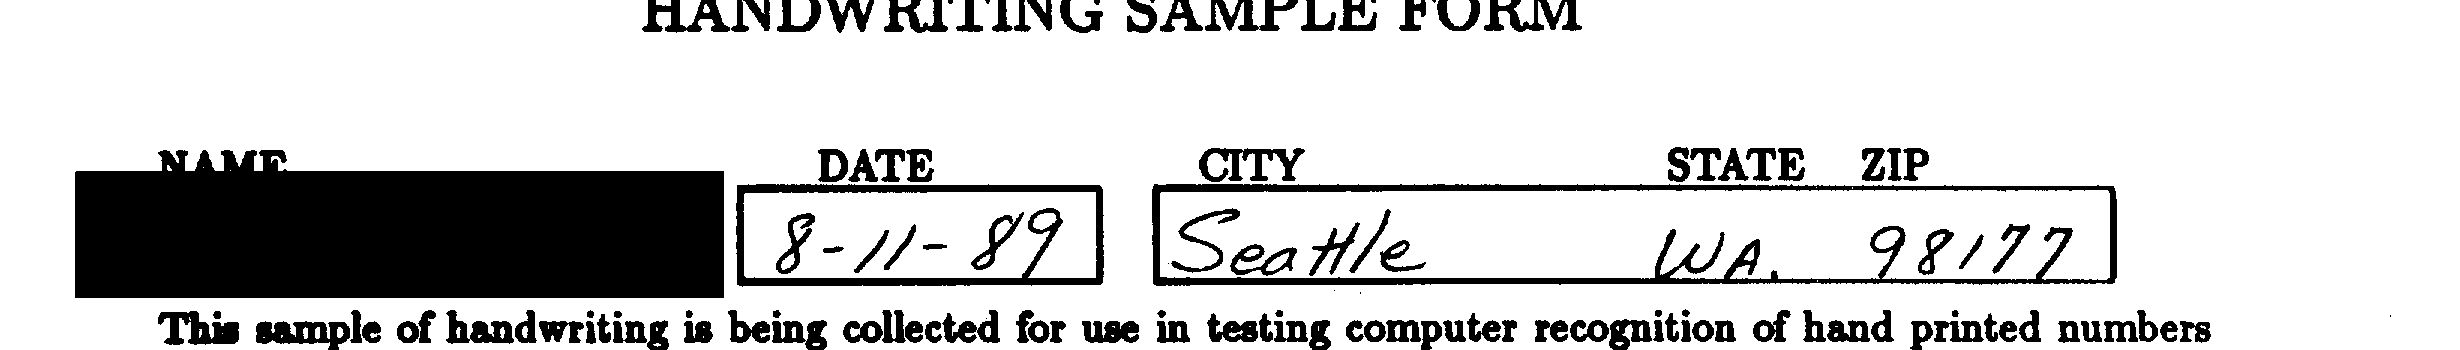 HANDWRITING SAMPLE FORM
NAME DATE CITY STATE ZIP
8-11-89 Seattle WA. 98177
This sample of handwriting is being collected for use in testing computer recognition of hand printed numbers